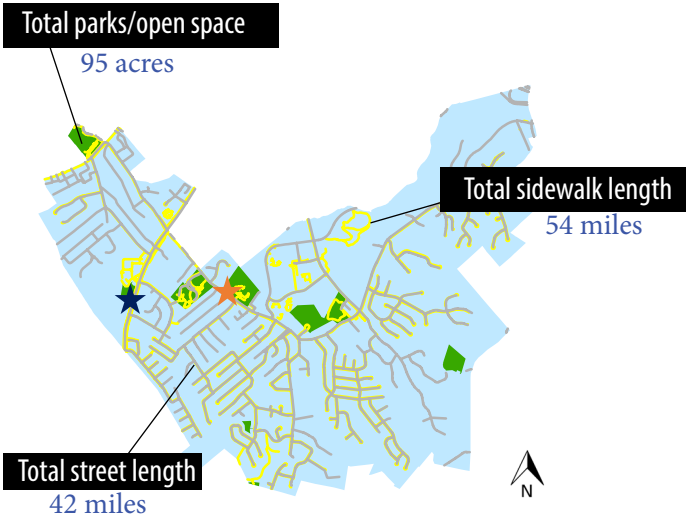 Total parks/open space
95 acres
Total sidewalk length
54 miles
Total street length
42 miles
N